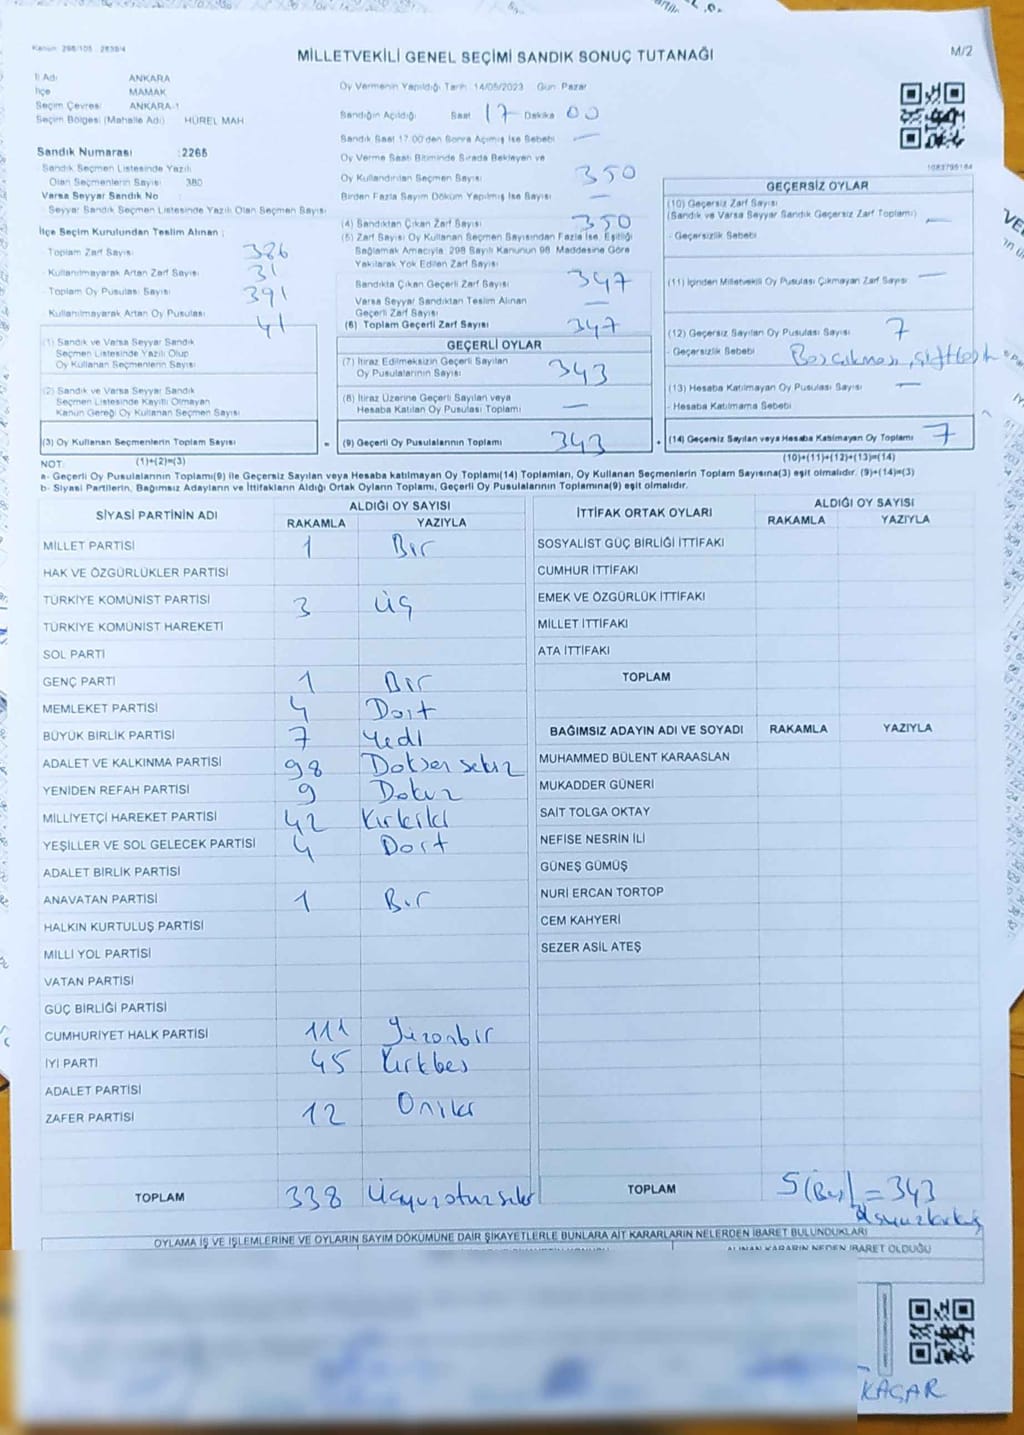 Kanun: 298/105 , 2839/4
M/2
MİLLETVEKİLİ GENEL SEÇİMİ SANDIK SONUÇ TUTANAĞI
İl Adı ANKARA
İlçe MAMAK
Seçim Çevresi ANKARA-1
Seçim Bölgesi (Mahalle Adı) HÜREL MAH.
Sandık Numarası :2265
Sandık Seçmen Listesinde Yazılı
Olan Seçmenlerin Sayısı 380
Varsa Seyyar Sandık No
Seyyar Sandık Seçmen Listesinde Yazılı Olan Seçmen Sayısı
İlçe Seçim Kurulundan Teslim Alınan :
- Toplam Zarf Sayısı 386
- Kullanılmayarak Artan Zarf Sayısı 31
- Toplam Oy Pusulası Sayısı 391
- Kullanılmayarak Artan Oy Pusulası 41
(1) Sandık ve Varsa Seyyar Sandık
Seçmen Listesinde Yazılı Olup
Oy Kullanan Seçmenlerin Sayısı
(2) Sandık ve Varsa Seyyar Sandık
Seçmen Listesinde Kayıtlı Olmayan
Kanun Gereği Oy Kullanan Seçmen Sayısı
(3) Oy Kullanan Seçmenlerin Toplam Sayısı =
(1)+(2)=(3)
Oy Vermenin Yapıldığı Tarih :14/05/2023 Gün: Pazar
Sandığın Açıldığı Saat 17 Dakika 00
Sandık Saat 17:00'den Sonra Açılmış İse Sebebi —
Oy Verme Saati Bitiminde Sırada Bekleyen ve
Oy Kullandırılan Seçmen Sayısı 350
Birden Fazla Sayım Döküm Yapılmış İse Sayısı —
(4) Sandıktan Çıkan Zarf Sayısı 350
(5) Zarf Sayısı Oy Kullanan Seçmen Sayısından Fazla İse, Eşitliği
Sağlamak Amacıyla 298 Sayılı Kanunun 98. Maddesine Göre
Yakılarak Yok Edilen Zarf Sayısı
Sandıkta Çıkan Geçerli Zarf Sayısı 347
Varsa Seyyar Sandıktan Teslim Alınan
Geçerli Zarf Sayısı —
(6) Toplam Geçerli Zarf Sayısı 347
GEÇERLİ OYLAR
(7) İtiraz Edilmeksizin Geçerli Sayılan
Oy Pusulalarının Sayısı 343
(8) İtiraz Üzerine Geçerli Sayılan veya
Hesaba Katılan Oy Pusulası Toplamı —
(9) Geçerli Oy Pusulalarının Toplamı 343 +
1083795164
GEÇERSİZ OYLAR
(10) Geçersiz Zarf Sayısı
(Sandık ve Varsa Seyyar Sandık Geçersiz Zarf Toplamı) —
- Geçersizlik Sebebi
(11) İçinden Milletvekili Oy Pusulası Çıkmayan Zarf Sayısı —
(12) Geçersiz Sayılan Oy Pusulası Sayısı 7
- Geçersizlik Sebebi
(13) Hesaba Katılmayan Oy Pusulası Sayısı —
- Hesaba Katılmama Sebebi
(14) Geçersiz Sayılan veya Hesaba Katılmayan Oy Toplamı 7
(10)+(11)+(12)+(13)=(14)
NOT:
a- Geçerli Oy Pusulalarının Toplamı(9) ile Geçersiz Sayılan veya Hesaba katılmayan Oy Toplamı(14) Toplamları, Oy Kullanan Seçmenlerin Toplam Sayısına(3) eşit olmalıdır. (9)+(14)=(3)
b- Siyasi Partilerin, Bağımsız Adayların ve İttifakların Aldığı Ortak Oyların Toplamı, Geçerli Oy Pusulalarının Toplamına(9) eşit olmalıdır.
SİYASİ PARTİNİN ADI ALDIĞI OY SAYISI
RAKAMLA YAZIYLA
MİLLET PARTİSİ 1 Bir
HAK VE ÖZGÜRLÜKLER PARTİSİ
TÜRKİYE KOMÜNİST PARTİSİ 3 Üç
TÜRKİYE KOMÜNİST HAREKETİ
SOL PARTİ
GENÇ PARTİ 1 Bir
MEMLEKET PARTİSİ 4 Dört
BÜYÜK BİRLİK PARTİSİ 7 Yedi
ADALET VE KALKINMA PARTİSİ 98 Doksan sekiz
YENİDEN REFAH PARTİSİ 9 Dokuz
MİLLİYETÇİ HAREKET PARTİSİ 42 Kırkiki
YEŞİLLER VE SOL GELECEK PARTİSİ 4 Dört
ADALET BİRLİK PARTİSİ
ANAVATAN PARTİSİ 1 Bir
HALKIN KURTULUŞ PARTİSİ
MİLLİ YOL PARTİSİ
VATAN PARTİSİ
GÜÇ BİRLİĞİ PARTİSİ
CUMHURİYET HALK PARTİSİ 111 Yüzonbir
İYİ PARTİ 45 Kırkbeş
ADALET PARTİSİ
ZAFER PARTİSİ 12 Oniki
TOPLAM 338 Üçyüzotuzsekiz
İTTİFAK ORTAK OYLARI ALDIĞI OY SAYISI
RAKAMLA YAZIYLA
SOSYALİST GÜÇ BİRLİĞİ İTTİFAKI
CUMHUR İTTİFAKI
EMEK VE ÖZGÜRLÜK İTTİFAKI
MİLLET İTTİFAKI
ATA İTTİFAKI
TOPLAM
BAĞIMSIZ ADAYIN ADI VE SOYADI RAKAMLA YAZIYLA
MUHAMMED BÜLENT KARAASLAN
MUKADDER GÜNERİ
SAİT TOLGA OKTAY
NEFİSE NESRİN İLİ
GÜNEŞ GÜMÜŞ
NURİ ERCAN TORTOP
CEM KAHYERİ
SEZER ASİL ATEŞ
TOPLAM 5 (Beş) = 343
OYLAMA İŞ VE İŞLEMLERİNE VE OYLARIN SAYIM DÖKÜMÜNE DAİR ŞİKAYETLERLE BUNLARA AİT KARARLARIN NELERDEN İBARET BULUNDUKLARI
ALINAN KARARIN NEDEN İBARET OLDUĞU
KAÇAR